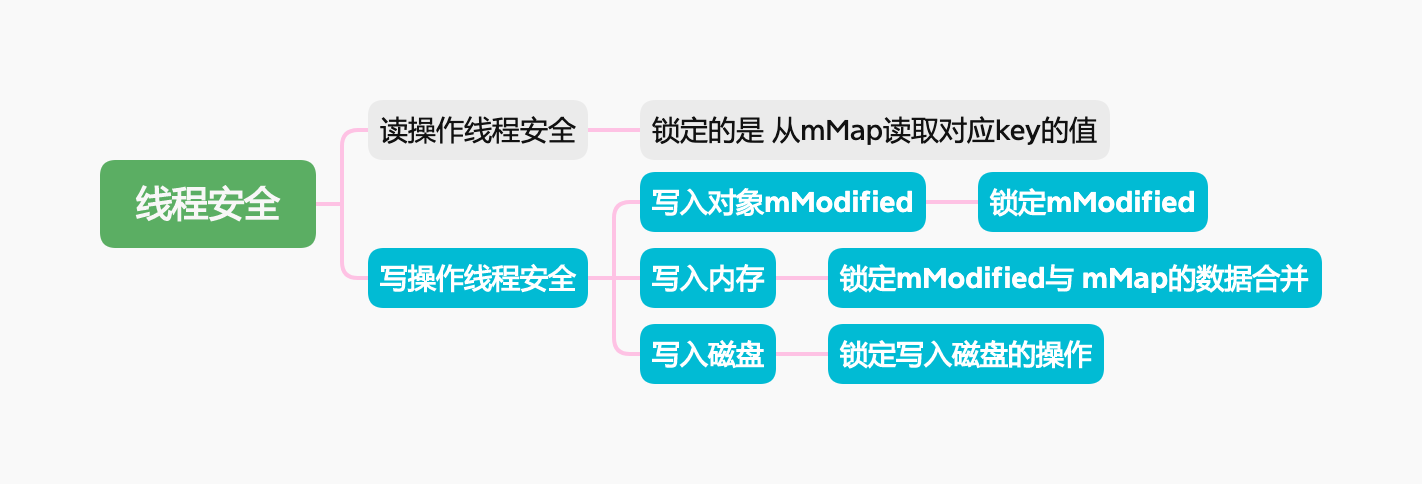 线程安全
读操作线程安全
锁定的是 从mMap读取对应key的值
写操作线程安全
写入对象mModified
锁定mModified
写入内存
锁定mModified与 mMap的数据合并
写入磁盘
锁定写入磁盘的操作